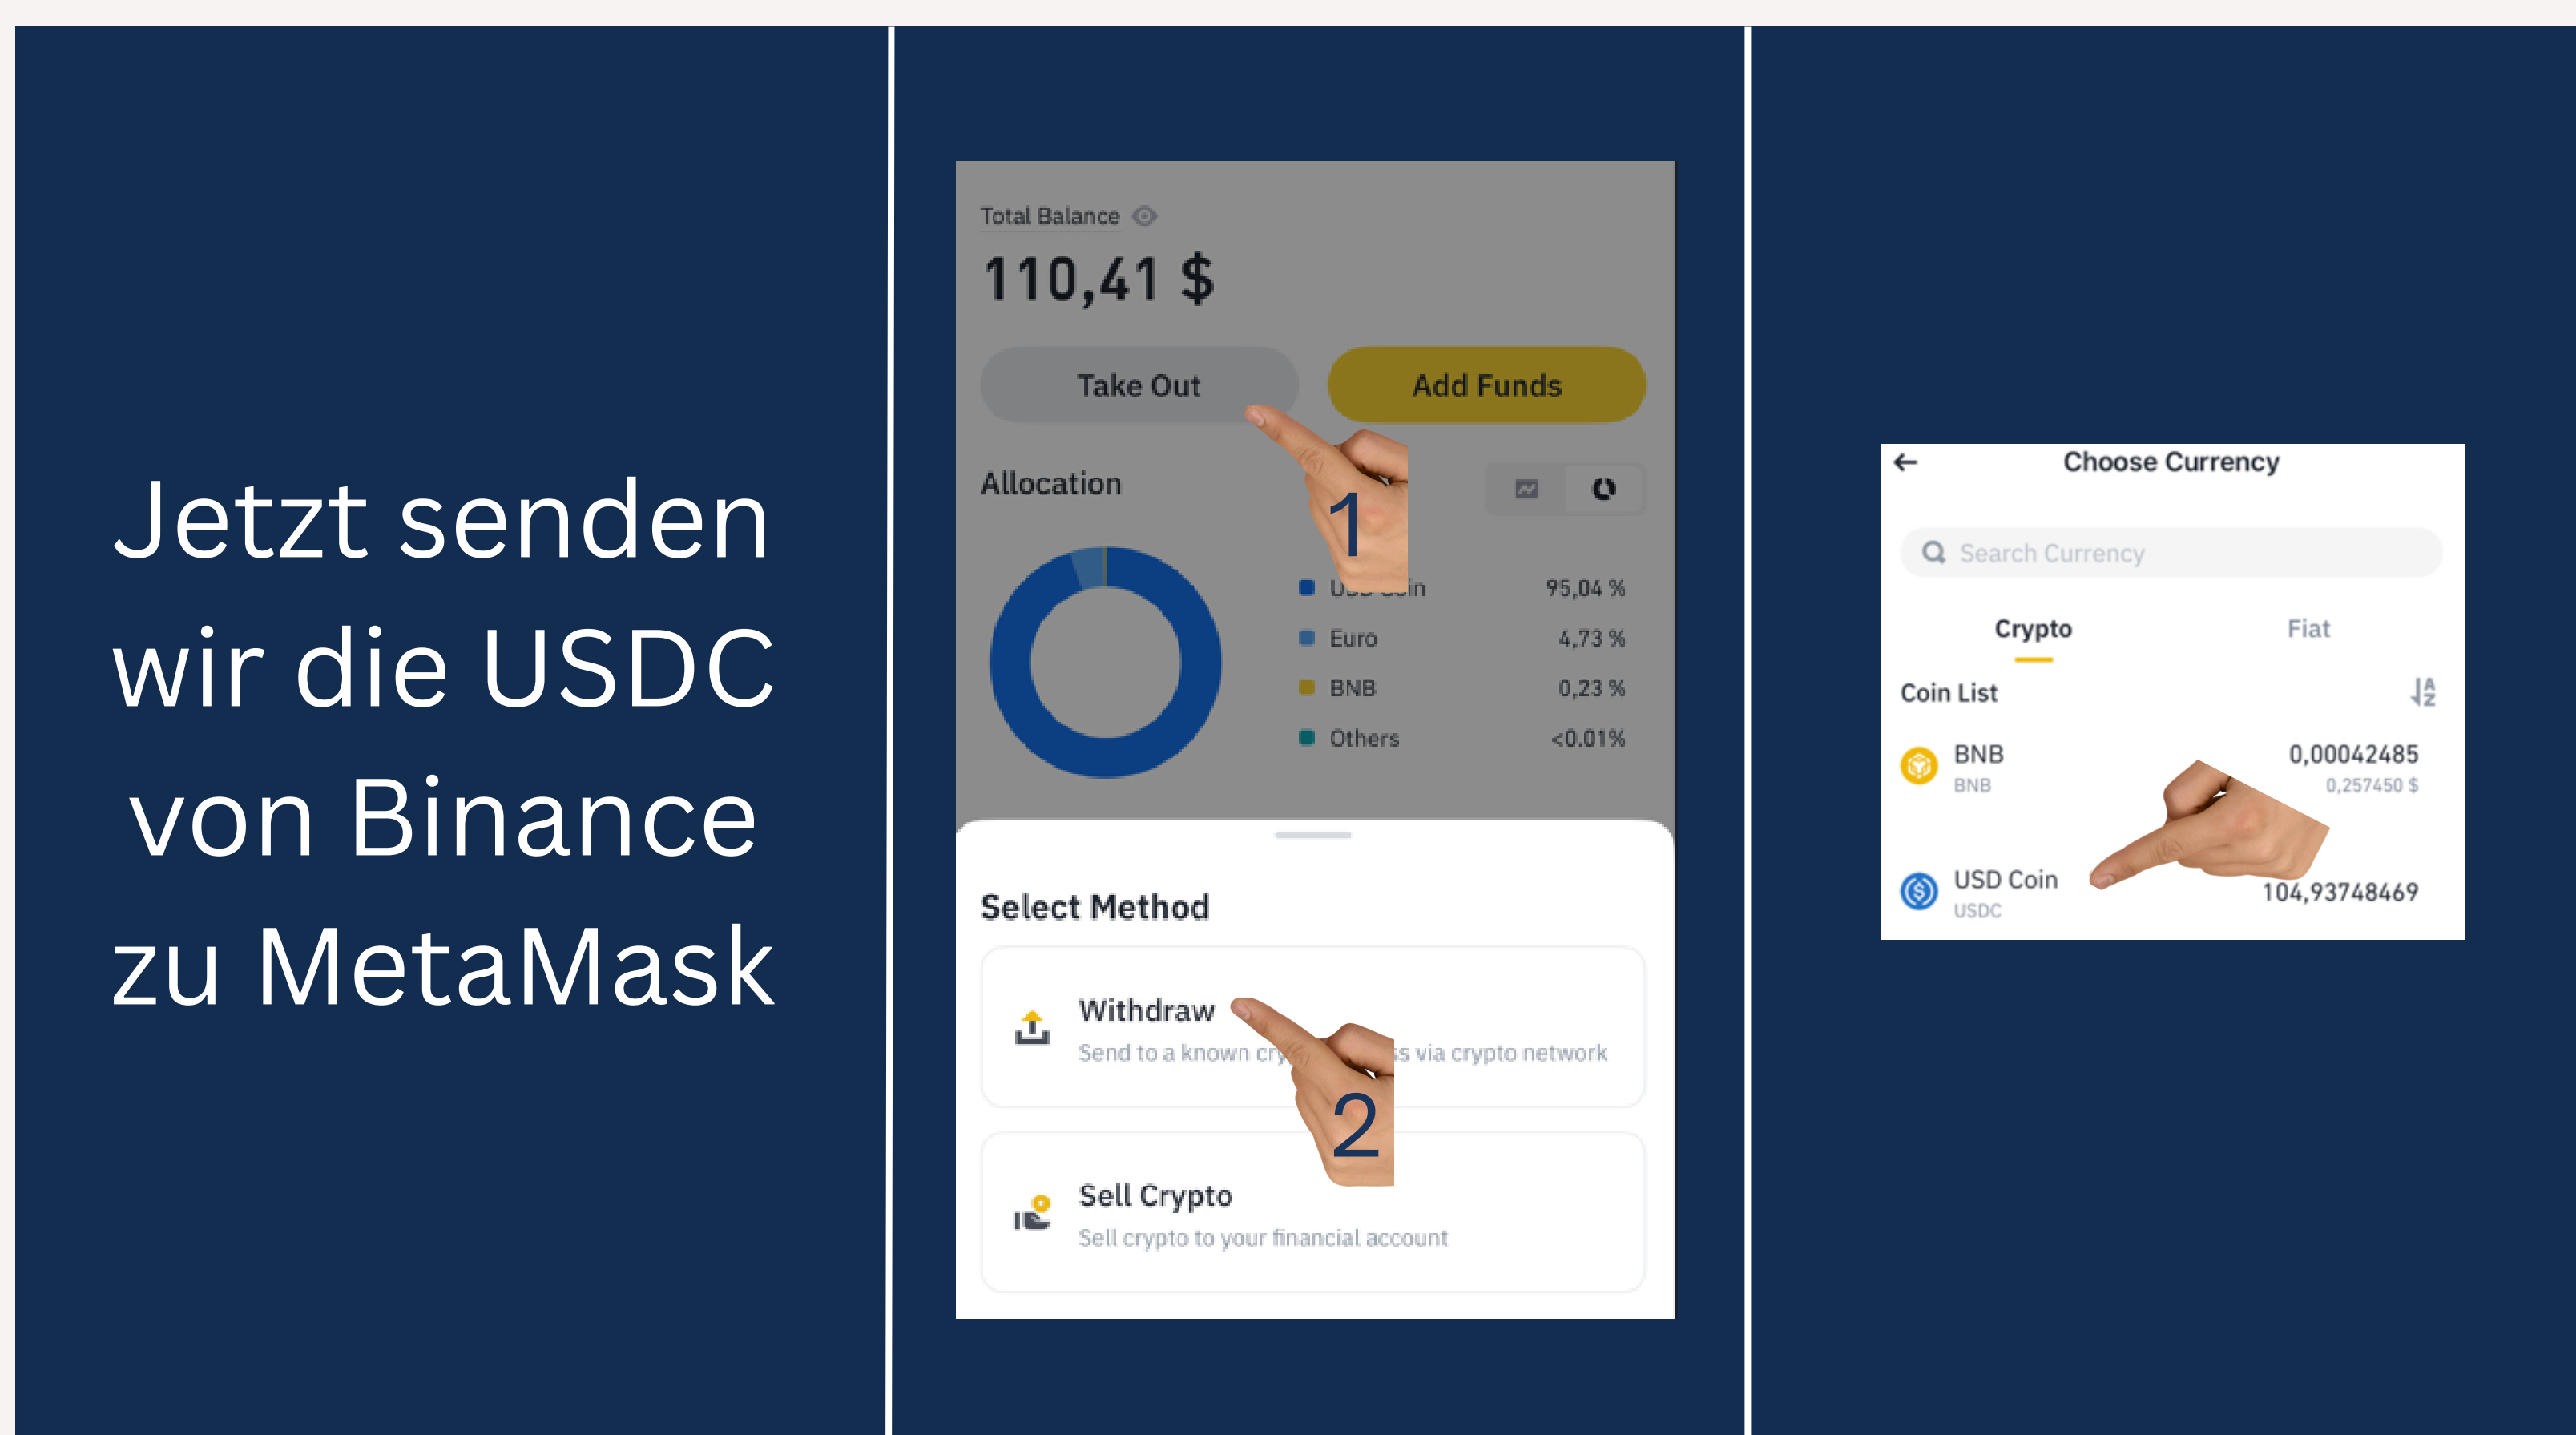 Jetzt senden
wir die USDC
von Binance
zu MetaMask
Total Balance
110,41 $
Take Out
Add Funds
Allocation
1
95,04 %
Euro
4,73 %
BNB
0,23 %
Others
<0.01%
Select Method
Withdraw
Send to a known via crypto network
2
Sell Crypto
Sell crypto to your financial account
Choose Currency
Search Currency
Crypto
Fiat
Coin List
A
Z
BNB
0,00042485
BNB
0,257450 $
USD Coin
104,93748469
USDC